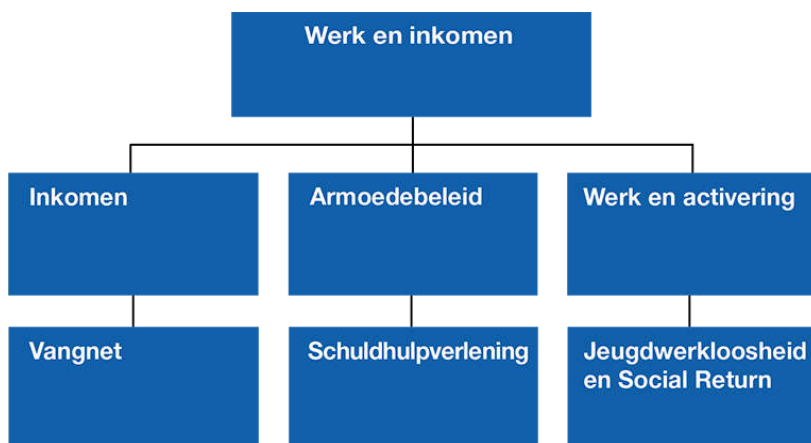 Werk en inkomen
Inkomen
Armoedebeleid
Werk en activering
Vangnet
Schuldhulpverlening
Jeugdwerkloosheid
en Social Return